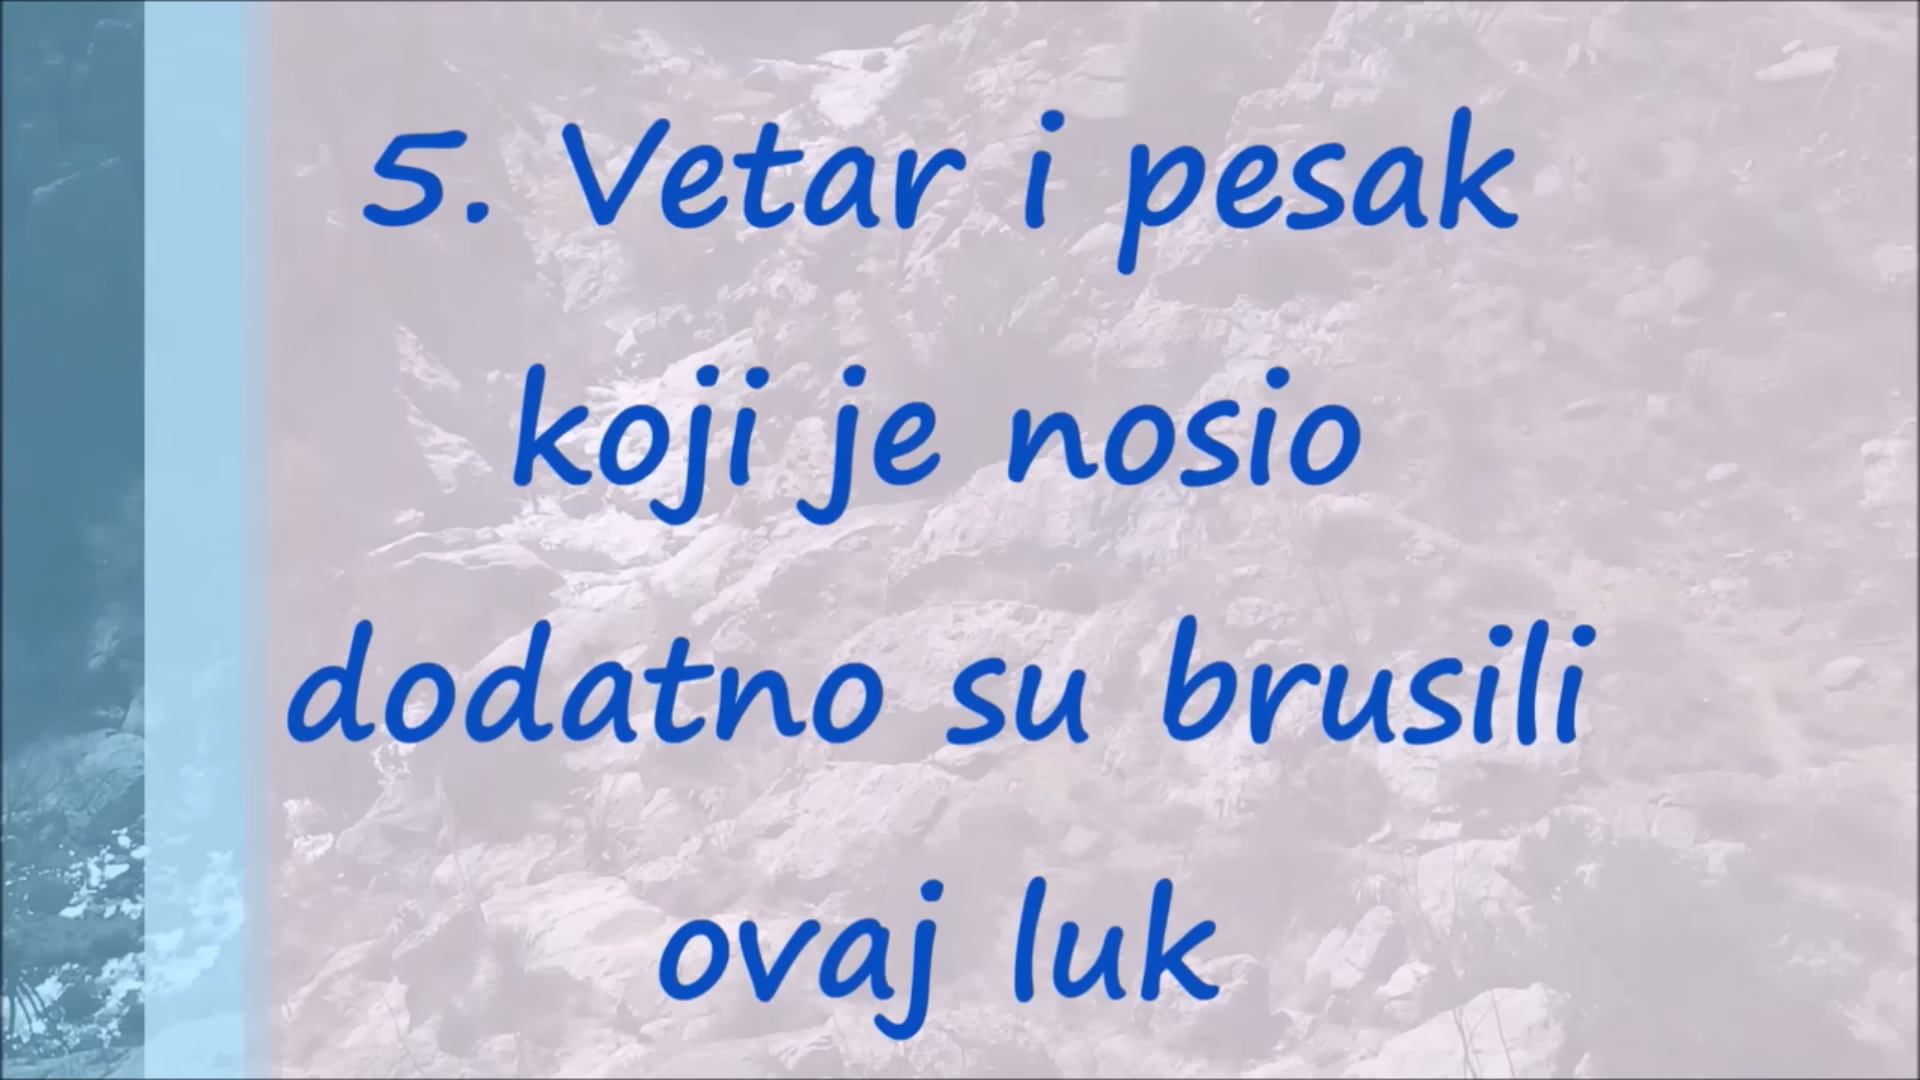 5. Vetar i pesak
koji je nosio
dodatno su brusili
ovaj luk